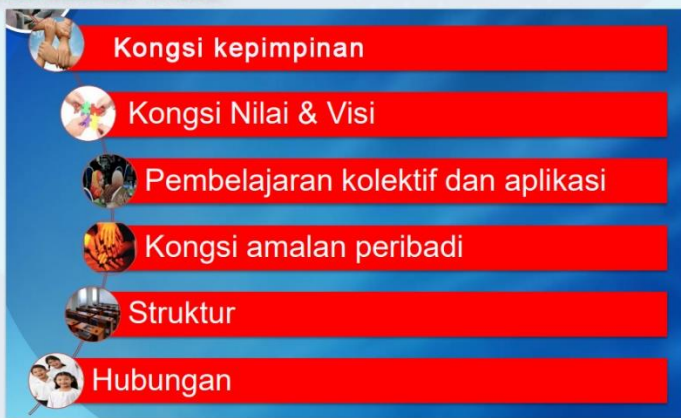 Kongsi kepimpinan
Kongsi Nilai & Visi
Pembelajaran kolektif dan aplikasi
Kongsi amalan peribadi
Struktur
Hubungan